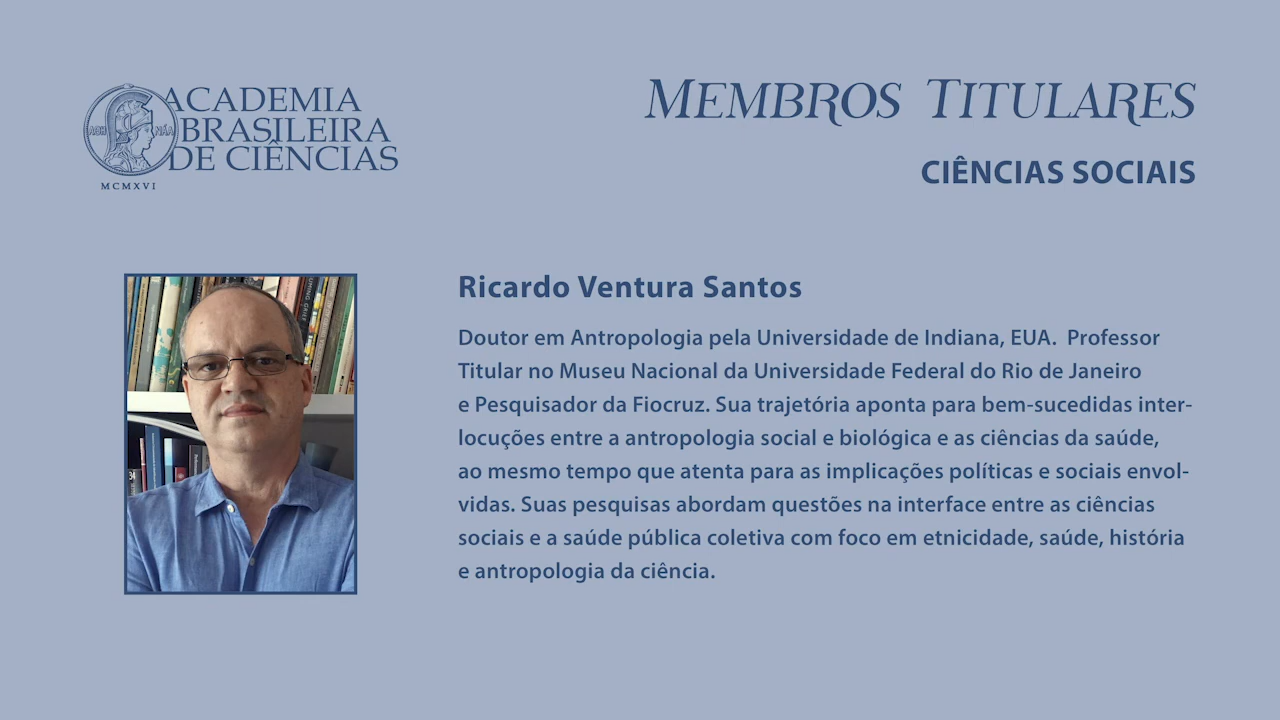 ACADEMIA
BRASILEIRA
DE CIÊNCIAS
MCMXVI
MEMBROS TITULARES
CIÊNCIAS SOCIAIS
Ricardo Ventura Santos
Doutor em Antropologia pela Universidade de Indiana, EUA. Professor
Titular no Museu Nacional da Universidade Federal do Rio de Janeiro
e Pesquisador da Fiocruz. Sua trajetória aponta para bem-sucedidas inter-
locuções entre a antropologia social e biológica e as ciências da saúde,
ao mesmo tempo que atenta para as implicações políticas e sociais envol-
vidas. Suas pesquisas abordam questões na interface entre as ciências
sociais e a saúde pública coletiva com foco em etnicidade, saúde, história
e antropologia da ciência.